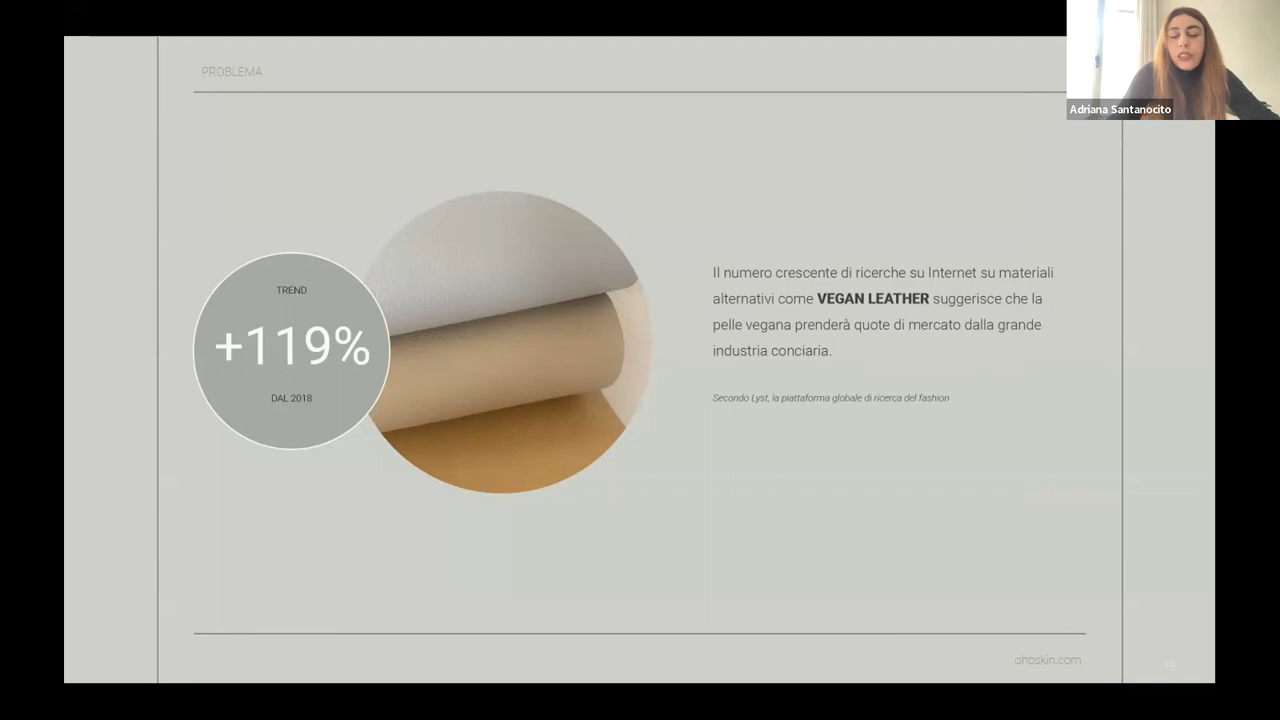 PROBLEMA
Adriana Santanocito
TREND
+119%
DAL 2018
Il numero crescente di ricerche su Internet su materiali
alternativi come VEGAN LEATHER suggerisce che la
pelle vegana prenderà quote di mercato dalla grande
industria conciaria.
Secondo Lyst, la piattaforma globale di ricerca del fashion
ohoskin.com